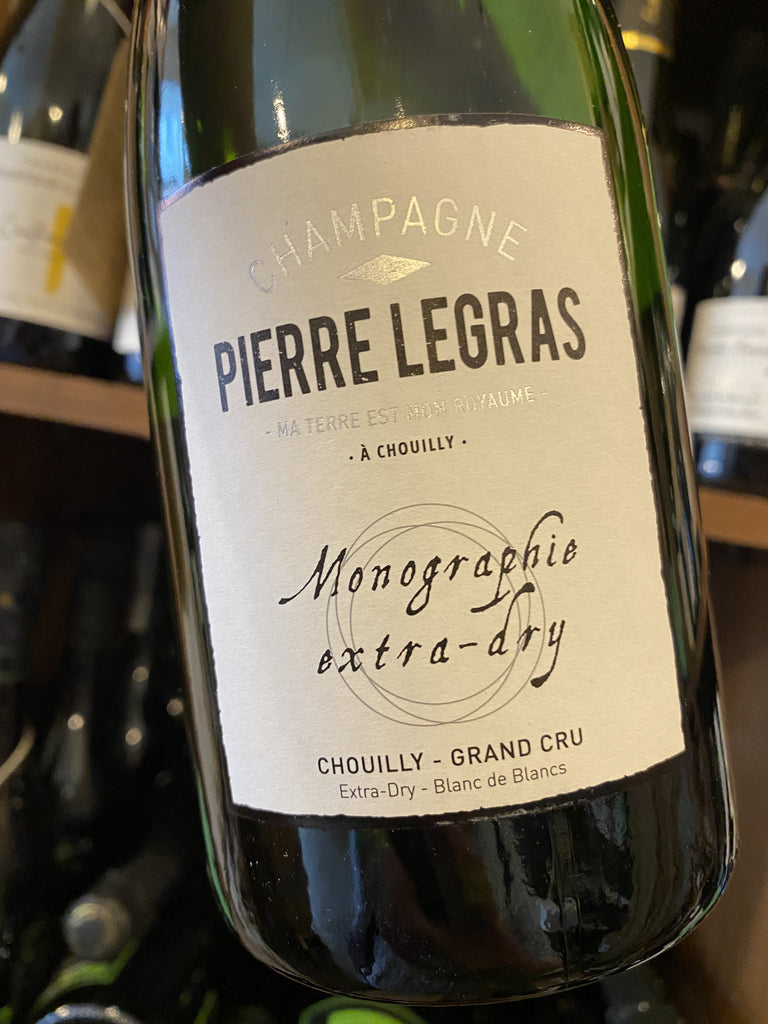 CHAMPAGNE
PIERRE LEGRAS
- MA TERRE EST MON ROYAUME -
· À CHOUILLY ·
Monographie
extra-dry
CHOUILLY - GRAND CRU
Extra-Dry - Blanc de Blancs